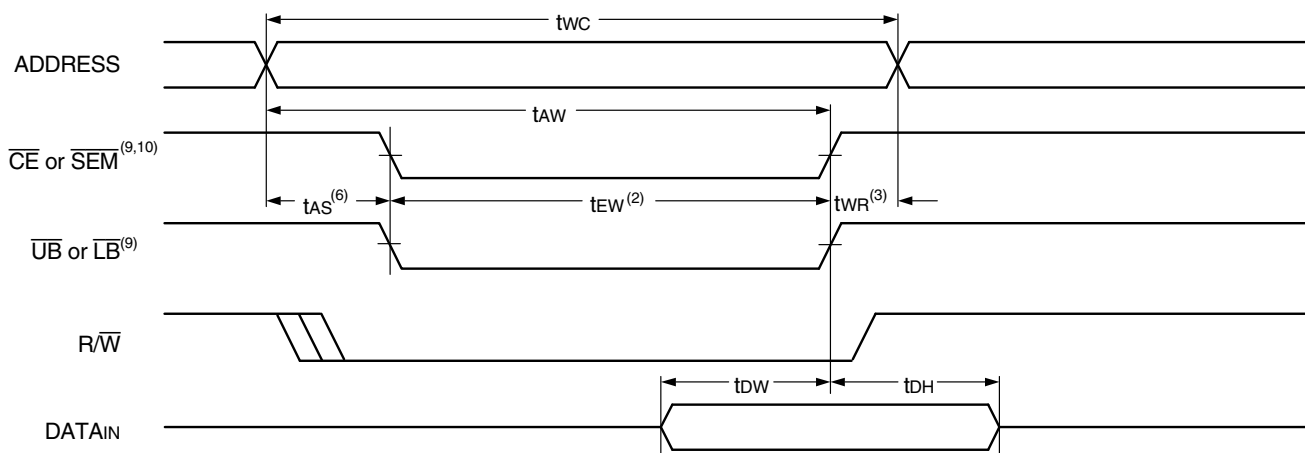 tWC
ADDRESS
tAW
CE or SEM(9,10)
tAS(6) tEW(2) tWR(3)
UB or LB(9)
R/W
tDW tDH
DATAIN